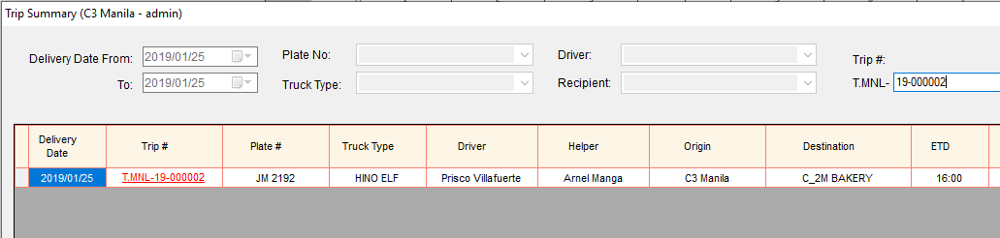 Trip Summary (C3 Manila - admin)
Delivery Date From: 2019/01/25 Plate No: Driver: Trip #:
To: 2019/01/25 Truck Type: Recipient: T.MNL- 19-000002
Delivery Date Trip # Plate # Truck Type Driver Helper Origin Destination ETD
2019/01/25 T.MNL-19-000002 JM 2192 HINO ELF Prisco Villafuerte Arnel Manga C3 Manila C_2M BAKERY 16:00